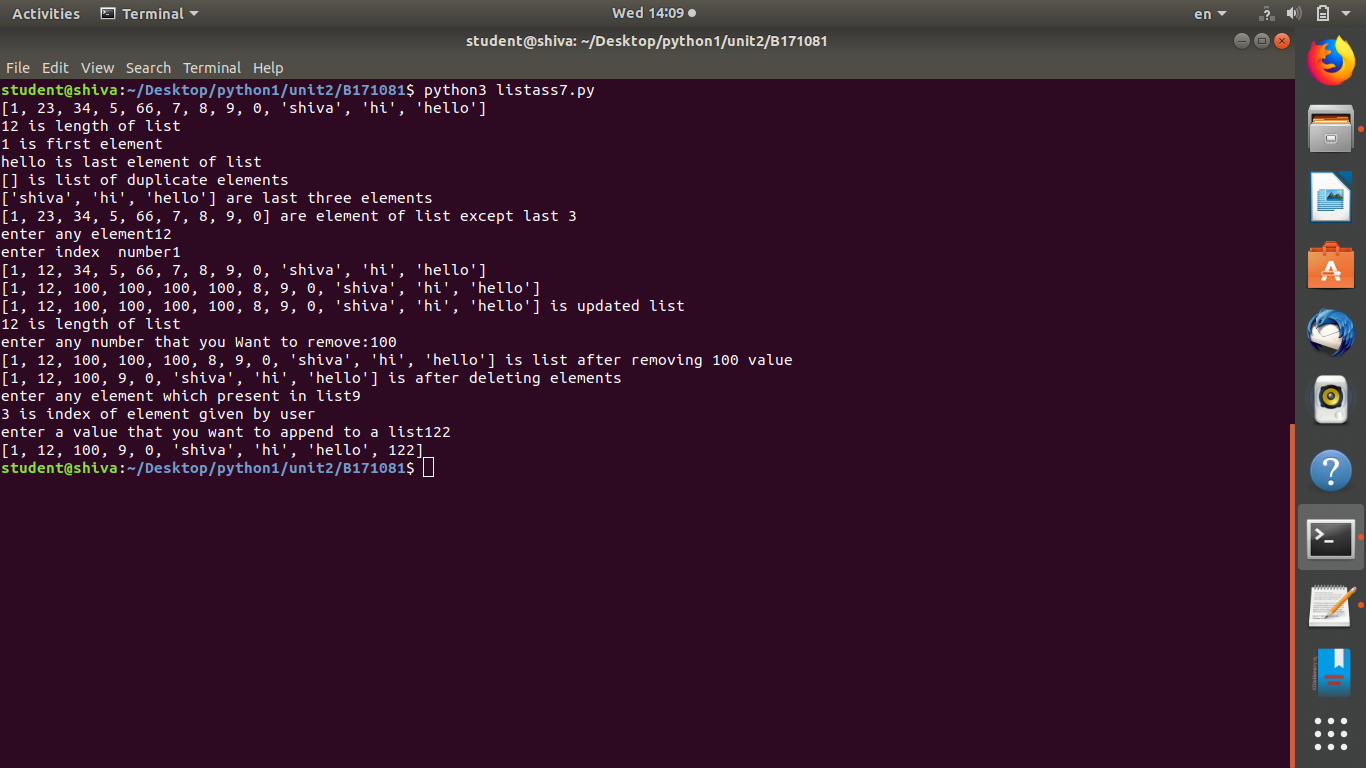 Activities Terminal Wed 14:09 en
student@shiva: ~/Desktop/python1/unit2/B171081
File Edit View Search Terminal Help
student@shiva:~/Desktop/python1/unit2/B171081$ python3 listass7.py
[1, 23, 34, 5, 66, 7, 8, 9, 0, 'shiva', 'hi', 'hello']
12 is length of list
1 is first element
hello is last element of list
[] is list of duplicate elements
['shiva', 'hi', 'hello'] are last three elements
[1, 23, 34, 5, 66, 7, 8, 9, 0] are element of list except last 3
enter any element12
enter index  number1
[1, 12, 34, 5, 66, 7, 8, 9, 0, 'shiva', 'hi', 'hello']
[1, 12, 100, 100, 100, 100, 8, 9, 0, 'shiva', 'hi', 'hello']
[1, 12, 100, 100, 100, 100, 8, 9, 0, 'shiva', 'hi', 'hello'] is updated list
12 is length of list
enter any number that you Want to remove:100
[1, 12, 100, 100, 100, 8, 9, 0, 'shiva', 'hi', 'hello'] is list after removing 100 value
[1, 12, 100, 9, 0, 'shiva', 'hi', 'hello'] is after deleting elements
enter any element which present in list9
3 is index of element given by user
enter a value that you want to append to a list122
[1, 12, 100, 9, 0, 'shiva', 'hi', 'hello', 122]
student@shiva:~/Desktop/python1/unit2/B171081$